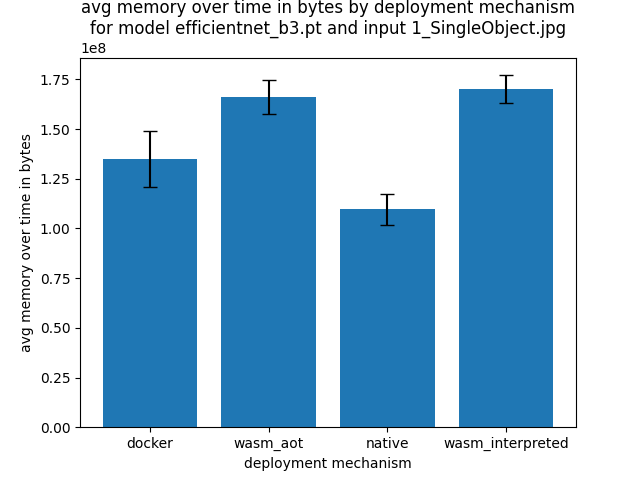 avg memory over time in bytes by deployment mechanism
for model efficientnet_b3.pt and input 1_SingleObject.jpg
1e8
1.75
1.50
1.25
1.00
0.75
0.50
0.25
0.00
avg memory over time in bytes
docker wasm_aot native wasm_interpreted
deployment mechanism